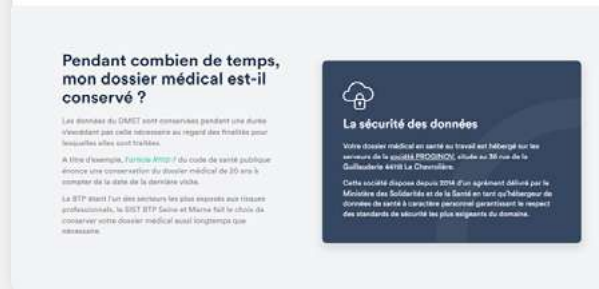 Pendant combien de temps,
mon dossier médical est-il
conservé ?
Les données du DMST sont conservées pendant une durée
n'excédant pas celle nécessaire au regard des finalités pour
lesquelles elles sont traitées.
A titre d'exemple, l'article du code de santé publique
énonce une conservation du dossier médical de 20 ans à
compter de la date de la dernière visite.
Le BTP étant l'un des secteurs les plus exposés aux risques
professionnels, le SIST BTP Seine et Marne fait le choix de
conserver votre dossier médical aussi longtemps que
nécessaire.
La sécurité des données
Votre dossier médical en santé au travail est hébergé sur les
serveurs de la société PROGINOV, située au 36 rue de la
Guillauderie 44118 La Chevrolière.
Cette société dispose depuis 2014 d'un agrément délivré par le
Ministère des Solidarités et de la Santé en tant qu'hébergeur de
données de santé à caractère personnel garantissant le respect
des standards de sécurité les plus exigeants du domaine.